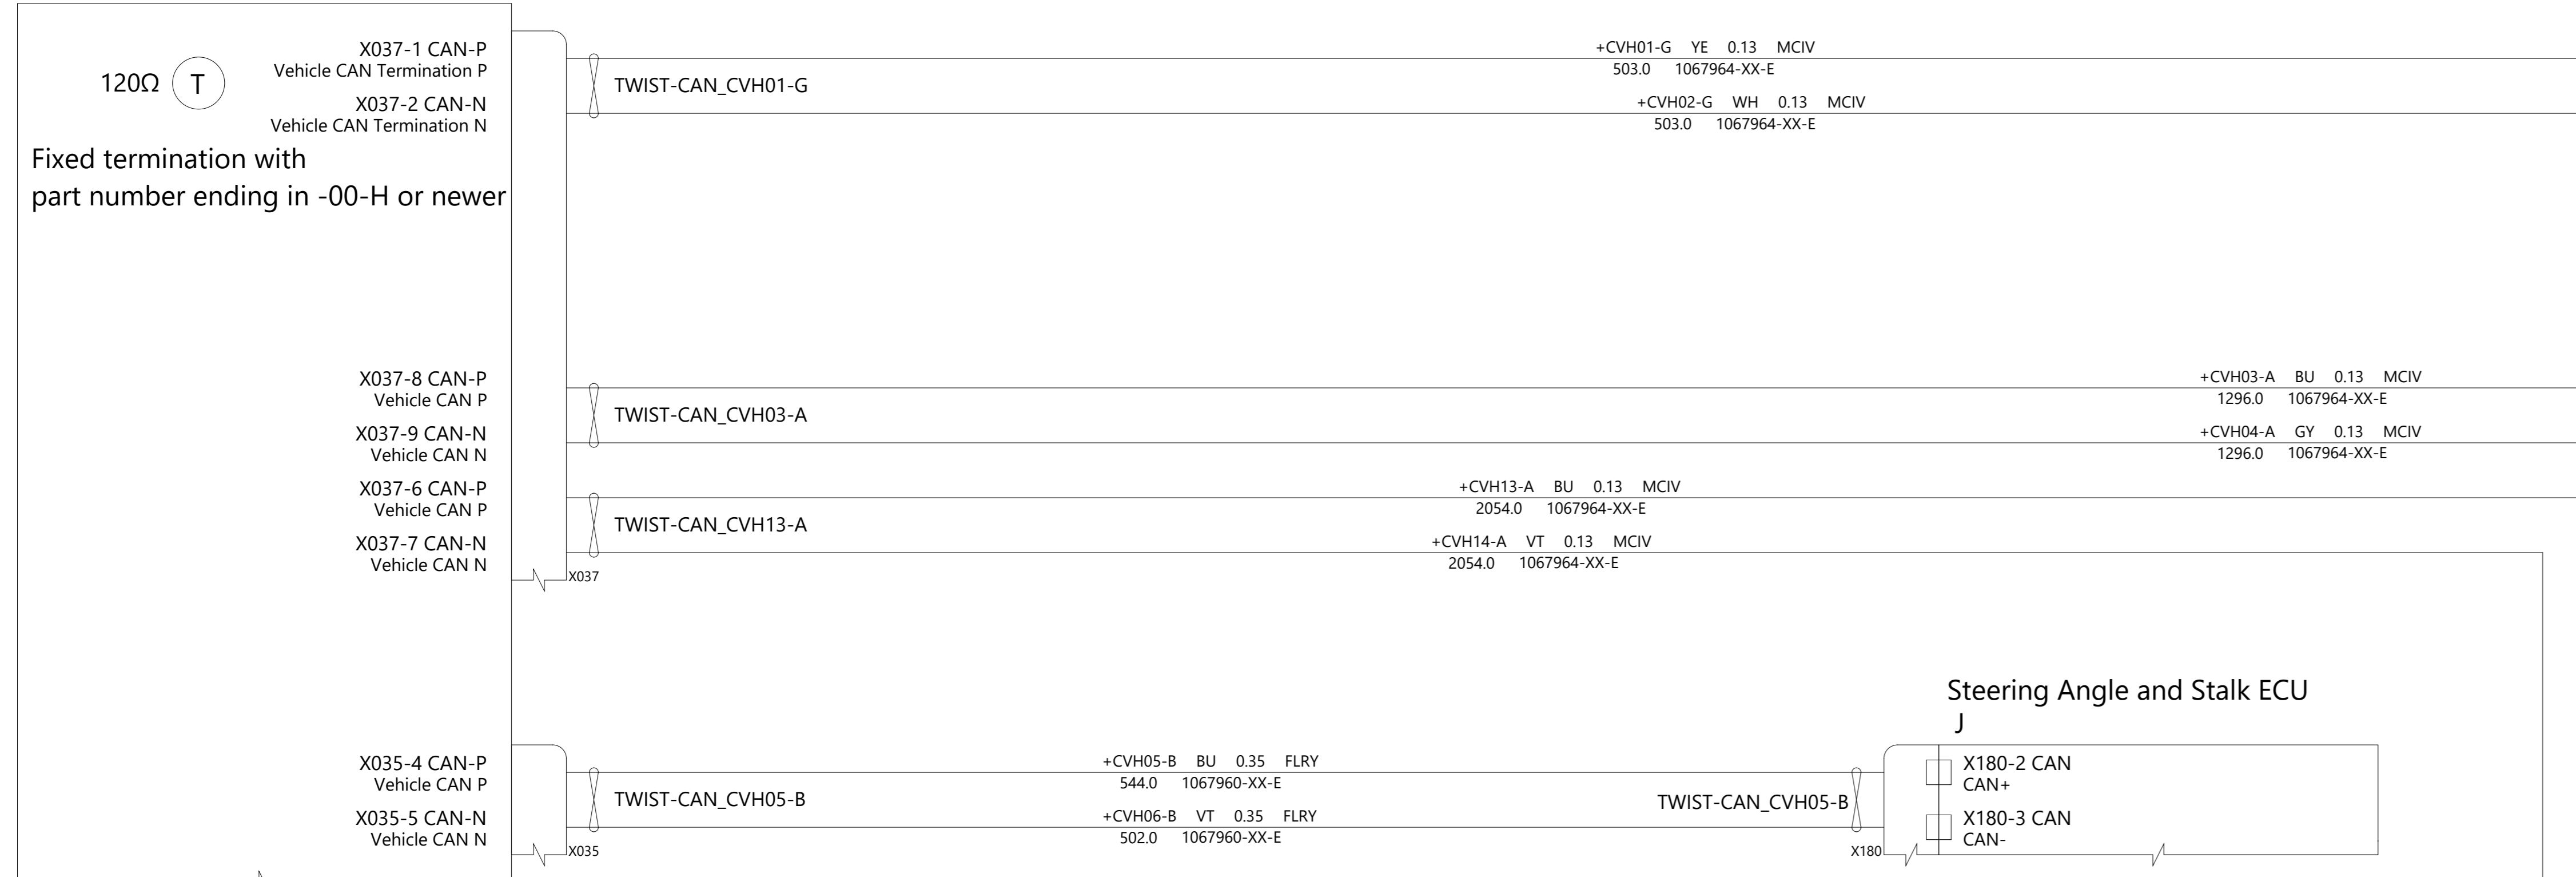 X037-1 CAN-P
Vehicle CAN Termination P
120Ω T
X037-2 CAN-N
Vehicle CAN Termination N
Fixed termination with
part number ending in -00-H or newer
TWIST-CAN_CVH01-G
+CVH01-G YE 0.13 MCIV
503.0 1067964-XX-E
+CVH02-G WH 0.13 MCIV
503.0 1067964-XX-E
X037-8 CAN-P
Vehicle CAN P
X037-9 CAN-N
Vehicle CAN N
TWIST-CAN_CVH03-A
+CVH03-A BU 0.13 MCIV
1296.0 1067964-XX-E
+CVH04-A GY 0.13 MCIV
1296.0 1067964-XX-E
X037-6 CAN-P
Vehicle CAN P
X037-7 CAN-N
Vehicle CAN N
TWIST-CAN_CVH13-A
+CVH13-A BU 0.13 MCIV
2054.0 1067964-XX-E
+CVH14-A VT 0.13 MCIV
2054.0 1067964-XX-E
X037
Steering Angle and Stalk ECU
J
X035-4 CAN-P
Vehicle CAN P
X035-5 CAN-N
Vehicle CAN N
TWIST-CAN_CVH05-B
+CVH05-B BU 0.35 FLRY
544.0 1067960-XX-E
+CVH06-B VT 0.35 FLRY
502.0 1067960-XX-E
TWIST-CAN_CVH05-B
X180-2 CAN
CAN+
X180-3 CAN
CAN-
X035
X180